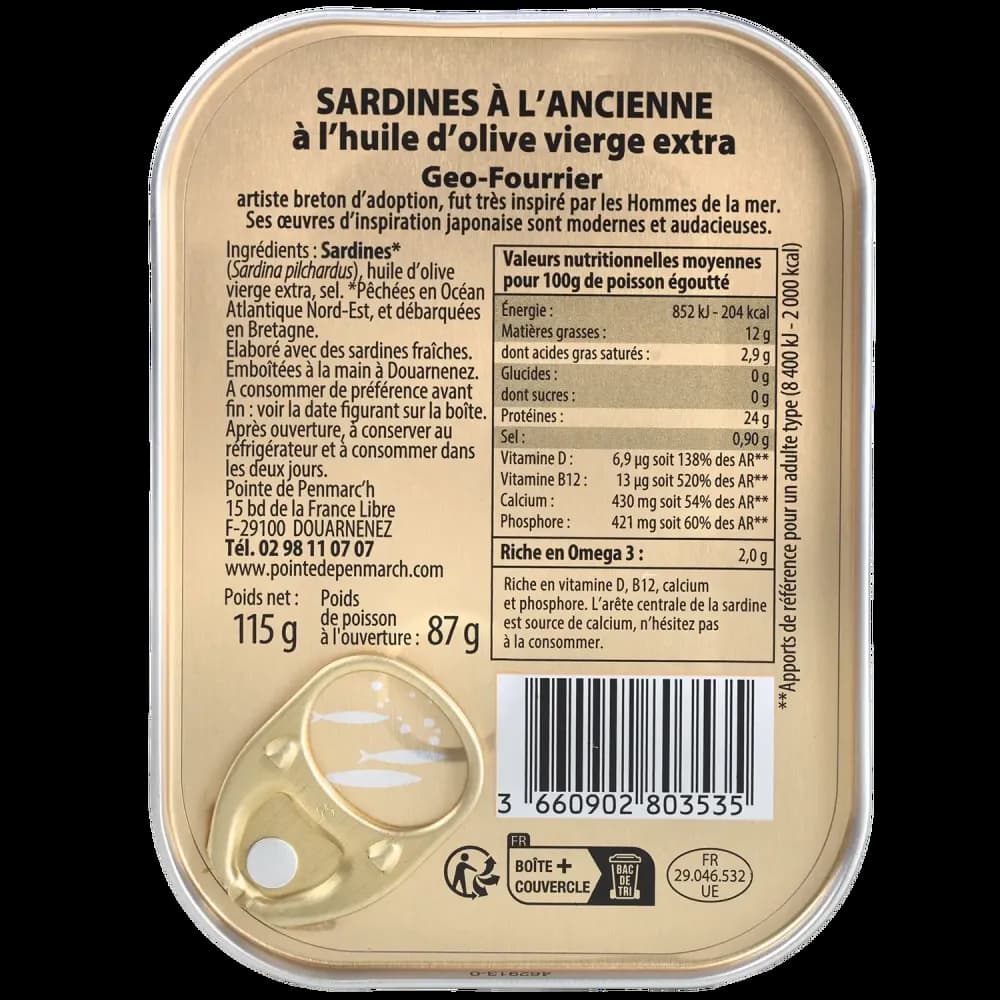 SARDINES À L'ANCIENNE
à l'huile d'olive vierge extra
Geo-Fourrier
artiste breton d'adoption, fut très inspiré par les Hommes de la mer.
Ses œuvres d'inspiration japonaise sont modernes et audacieuses.
Ingrédients : Sardines*
(Sardina pilchardus), huile d'olive
vierge extra, sel. *Pêchées en Océan
Atlantique Nord-Est, et débarquées
en Bretagne.
Elaboré avec des sardines fraîches.
Emboîtées à la main à Douarnenez.
A consommer de préférence avant
fin : voir la date figurant sur la boîte.
Après ouverture, à conserver au
réfrigérateur et à consommer dans
les deux jours.
Pointe de Penmarc'h
15 bd de la France Libre
F-29100 DOUARNENEZ
Tél. 02 98 11 07 07
www.pointedepenmarch.com
Poids net :
115 g
Poids
de poisson
à l'ouverture : 87 g
Valeurs nutritionnelles moyennes
pour 100g de poisson égoutté
Énergie : 852 kJ - 204 kcal
Matières grasses : 12 g
dont acides gras saturés : 2,9 g
Glucides : 0 g
dont sucres : 0 g
Protéines : 24 g
Sel : 0,90 g
Vitamine D : 6,9 µg soit 138% des AR**
Vitamine B12 : 13 µg soit 520% des AR**
Calcium : 430 mg soit 54% des AR**
Phosphore : 421 mg soit 60% des AR**
Riche en Omega 3 : 2,0 g
Riche en vitamine D, B12, calcium
et phosphore. L'arête centrale de la sardine
est source de calcium, n'hésitez pas
à la consommer.
**Apports de référence pour un adulte type (8 400 kJ - 2 000 kcal)
3 660902 803535
FR
BOÎTE +
COUVERCLE
BAC
DE
TRI
FR
29.046.532
UE
462913-0